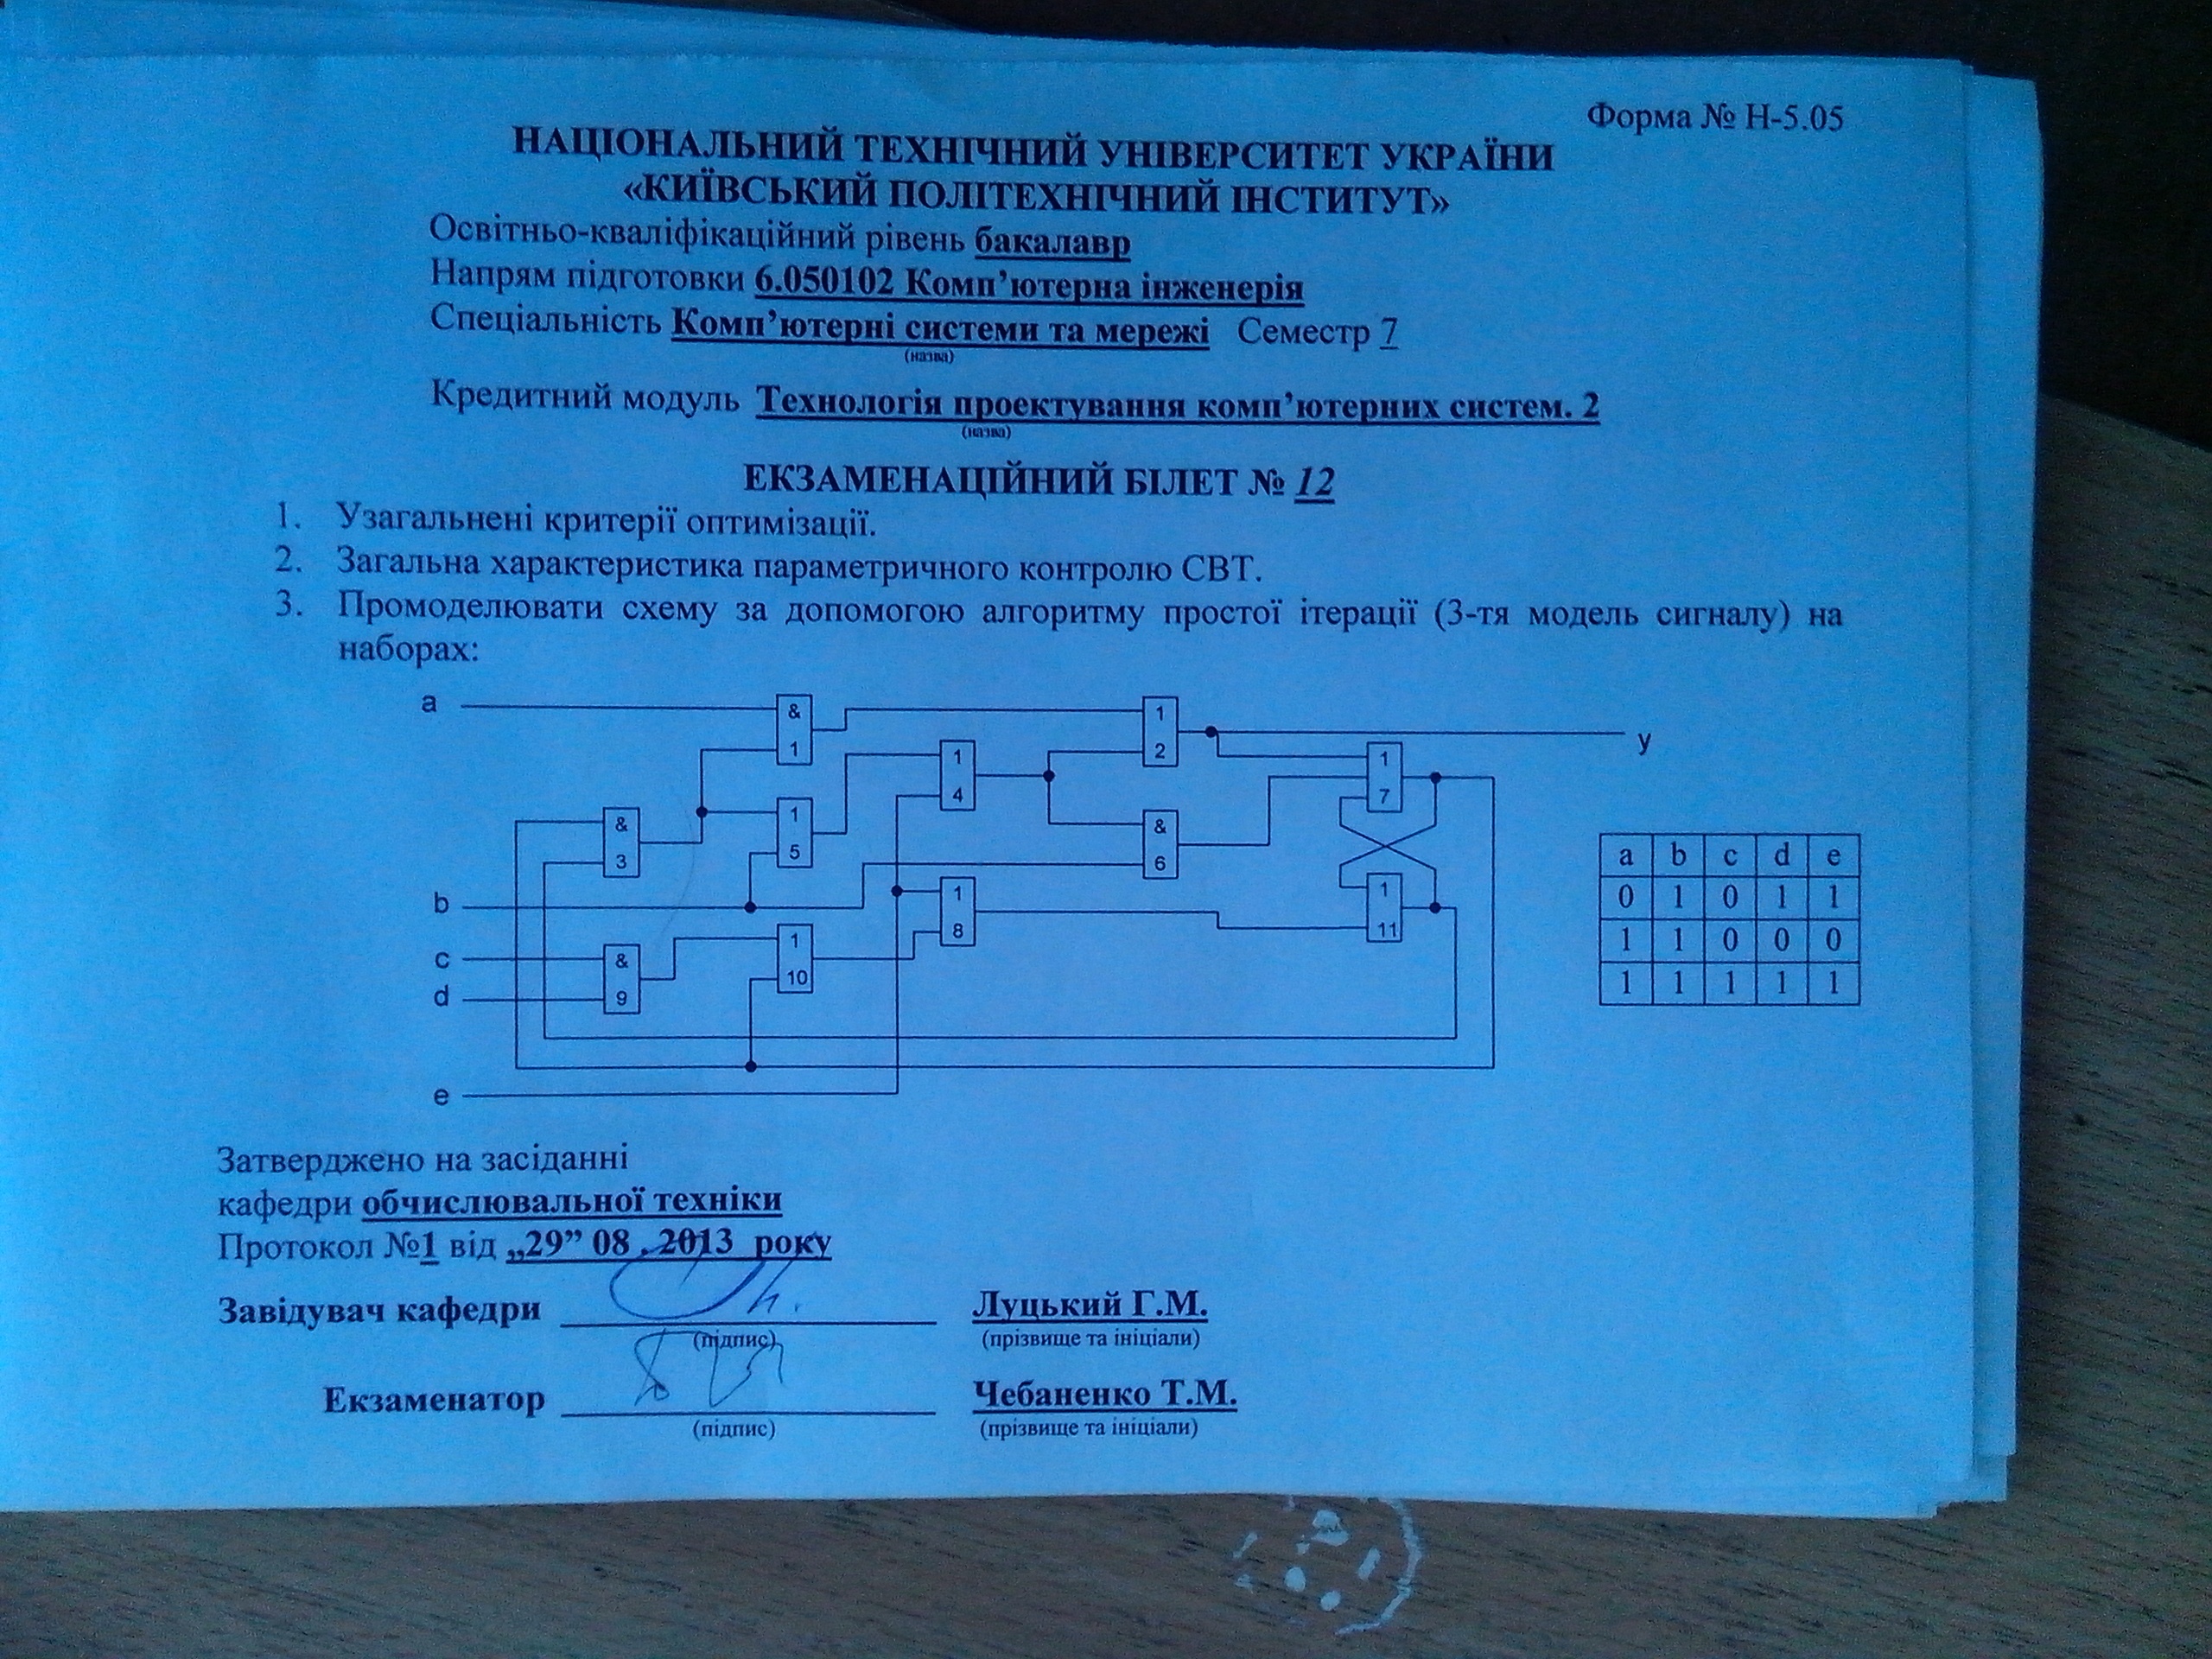 Форма № Н-5.05
НАЦІОНАЛЬНИЙ ТЕХНІЧНИЙ УНІВЕРСИТЕТ УКРАЇНИ
«КИЇВСЬКИЙ ПОЛІТЕХНІЧНИЙ ІНСТИТУТ»
Освітньо-кваліфікаційний рівень бакалавр
Напрям підготовки 6.050102 Комп’ютерна інженерія
Спеціальність Комп’ютерні системи та мережі Семестр 7
(назва)
Кредитний модуль Технологія проектування комп’ютерних систем. 2
(назва)
ЕКЗАМЕНАЦІЙНИЙ БІЛЕТ № 12
1. Узагальнені критерії оптимізації.
2. Загальна характеристика параметричного контролю СВТ.
3. Промоделювати схему за допомогою алгоритму простої ітерації (3-тя модель сигналу) на
наборах:
a
& 1
1 2
y
1 4
1 7
& 3
1 5
& 6
b
1 8
1 11
c
& 9
1 10
d
e
a b c d e
0 1 0 1 1
1 1 0 0 0
1 1 1 1 1
Затверджено на засіданні
кафедри обчислювальної техніки
Протокол №1 від „29” 08 . 2013 року
Завідувач кафедри Луцький Г.М.
(підпис) (прізвище та ініціали)
Екзаменатор Чебаненко Т.М.
(підпис) (прізвище та ініціали)